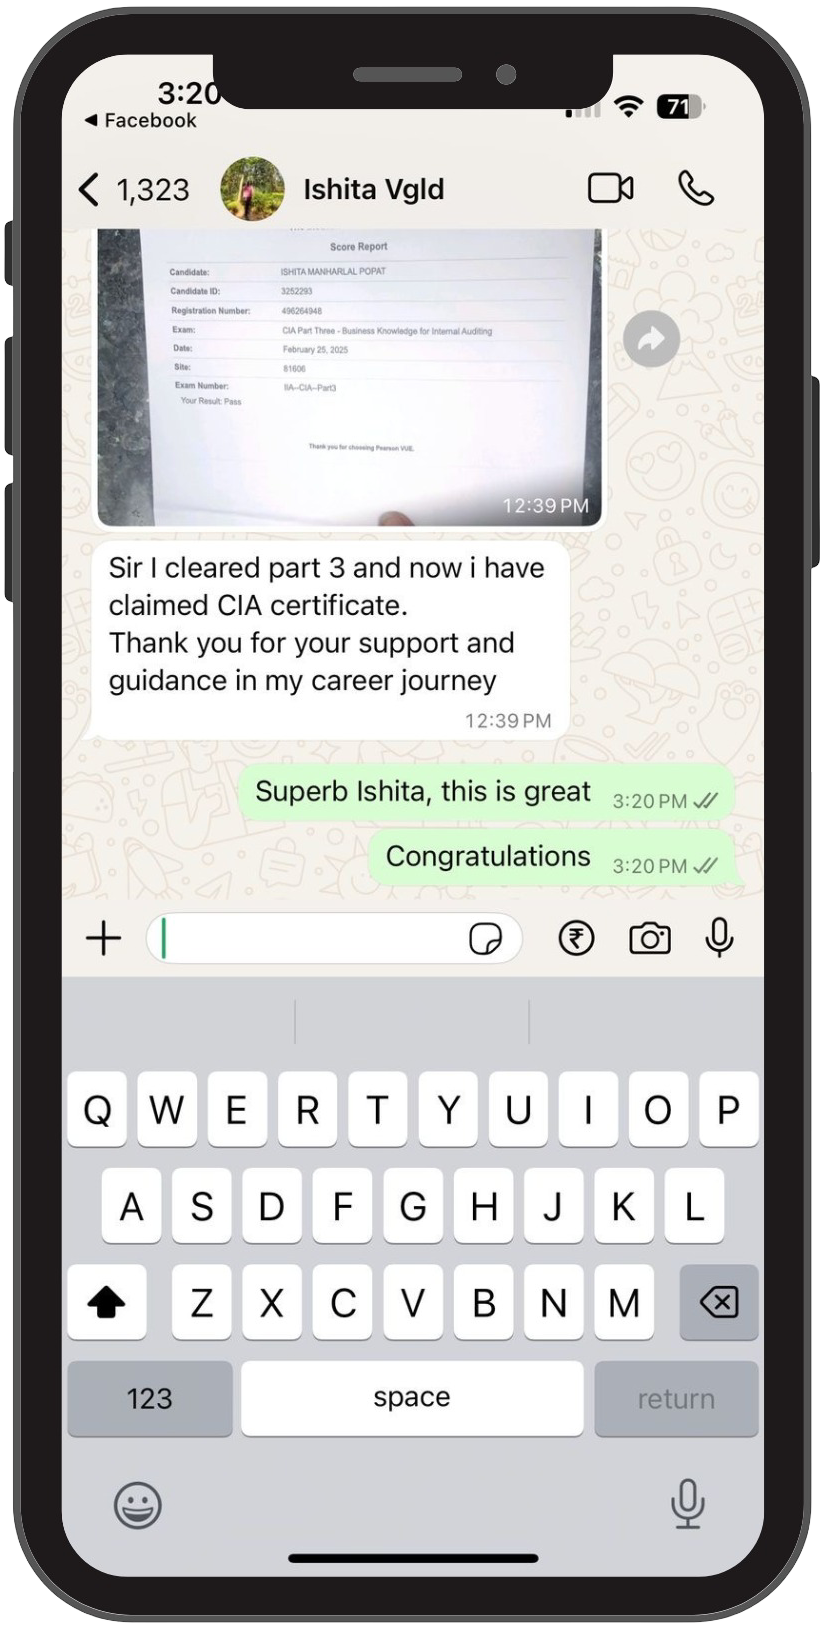 3:20
71
◄ Facebook
1,323 Ishita Vgld
Score Report
Candidate: ISHITA MANHARLAL POPAT
Candidate ID: 3252293
Registration Number: 496264948
Exam: CIA Part Three - Business Knowledge for Internal Auditing
Date: February 25, 2025
Site: 81606
Exam Number: IIA--CIA--Part3
Your Result: Pass
Thank you for choosing Pearson VUE.
12:39 PM
Sir I cleared part 3 and now i have
claimed CIA certificate.
Thank you for your support and
guidance in my career journey
12:39 PM
Superb Ishita, this is great 3:20 PM
Congratulations 3:20 PM
₹
Q W E R T Y U I O P
A S D F G H J K L
Z X C V B N M
123 space return